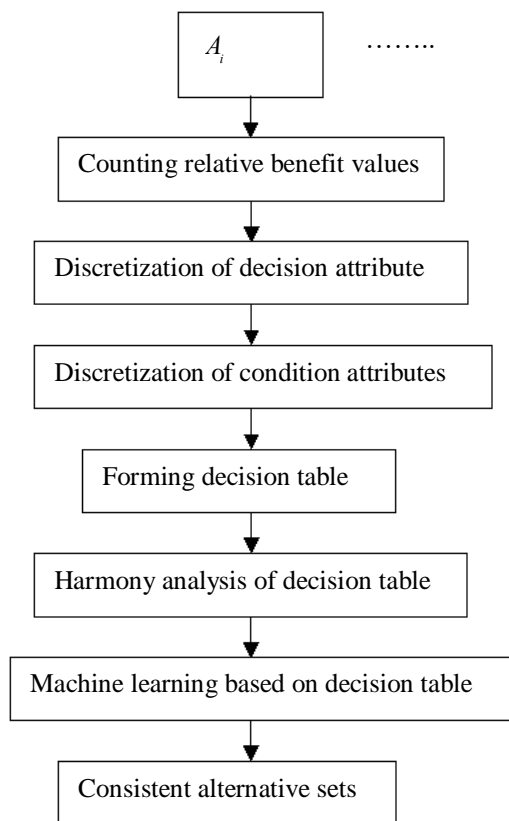 A_i ……..
Counting relative benefit values
Discretization of decision attribute
Discretization of condition attributes
Forming decision table
Harmony analysis of decision table
Machine learning based on decision table
Consistent alternative sets